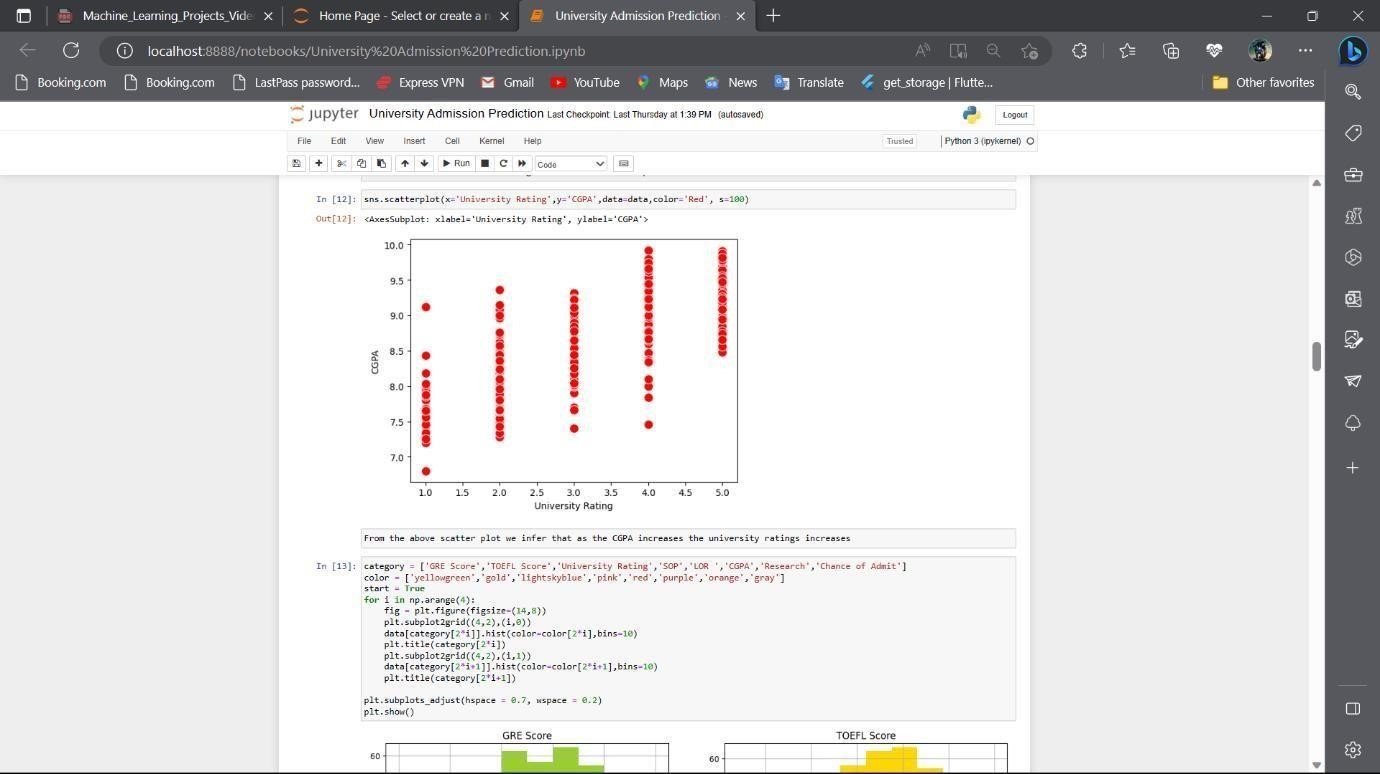 Machine_Learning_Projects_Vide
Home Page - Select or create a n
University Admission Prediction -
localhost:8888/notebooks/University%20Admission%20Prediction.ipynb
Booking.com
Booking.com
LastPass password...
Express VPN
Gmail
YouTube
Maps
News
Translate
get_storage | Flutte...
Other favorites
jupyter University Admission Prediction Last Checkpoint: Last Thursday at 1:39 PM (autosaved)
Logout
File Edit View Insert Cell Kernel Help
Trusted
Python 3 (ipykernel)
Run
Code
In [12]: sns.scatterplot(x='University Rating',y='CGPA',data=data,color='Red', s=100)
Out[12]: <AxesSubplot: xlabel='University Rating', ylabel='CGPA'>
10.0
9.5
9.0
8.5
8.0
7.5
7.0
CGPA
1.0 1.5 2.0 2.5 3.0 3.5 4.0 4.5 5.0
University Rating
From the above scatter plot we infer that as the CGPA increases the university ratings increases
In [13]: category = ['GRE Score','TOEFL Score','University Rating','SOP','LOR ','CGPA','Research','Chance of Admit']
color = ['yellowgreen','gold','lightskyblue','pink','red','purple','orange','gray']
start = True
for i in np.arange(4):
    fig = plt.figure(figsize=(14,8))
    plt.subplot2grid((4,2),(i,0))
    data[category[2*i]].hist(color=color[2*i],bins=10)
    plt.title(category[2*i])
    plt.subplot2grid((4,2),(i,1))
    data[category[2*i+1]].hist(color=color[2*i+1],bins=10)
    plt.title(category[2*i+1])
plt.subplots_adjust(hspace = 0.7, wspace = 0.2)
plt.show()
GRE Score
60
TOEFL Score
60